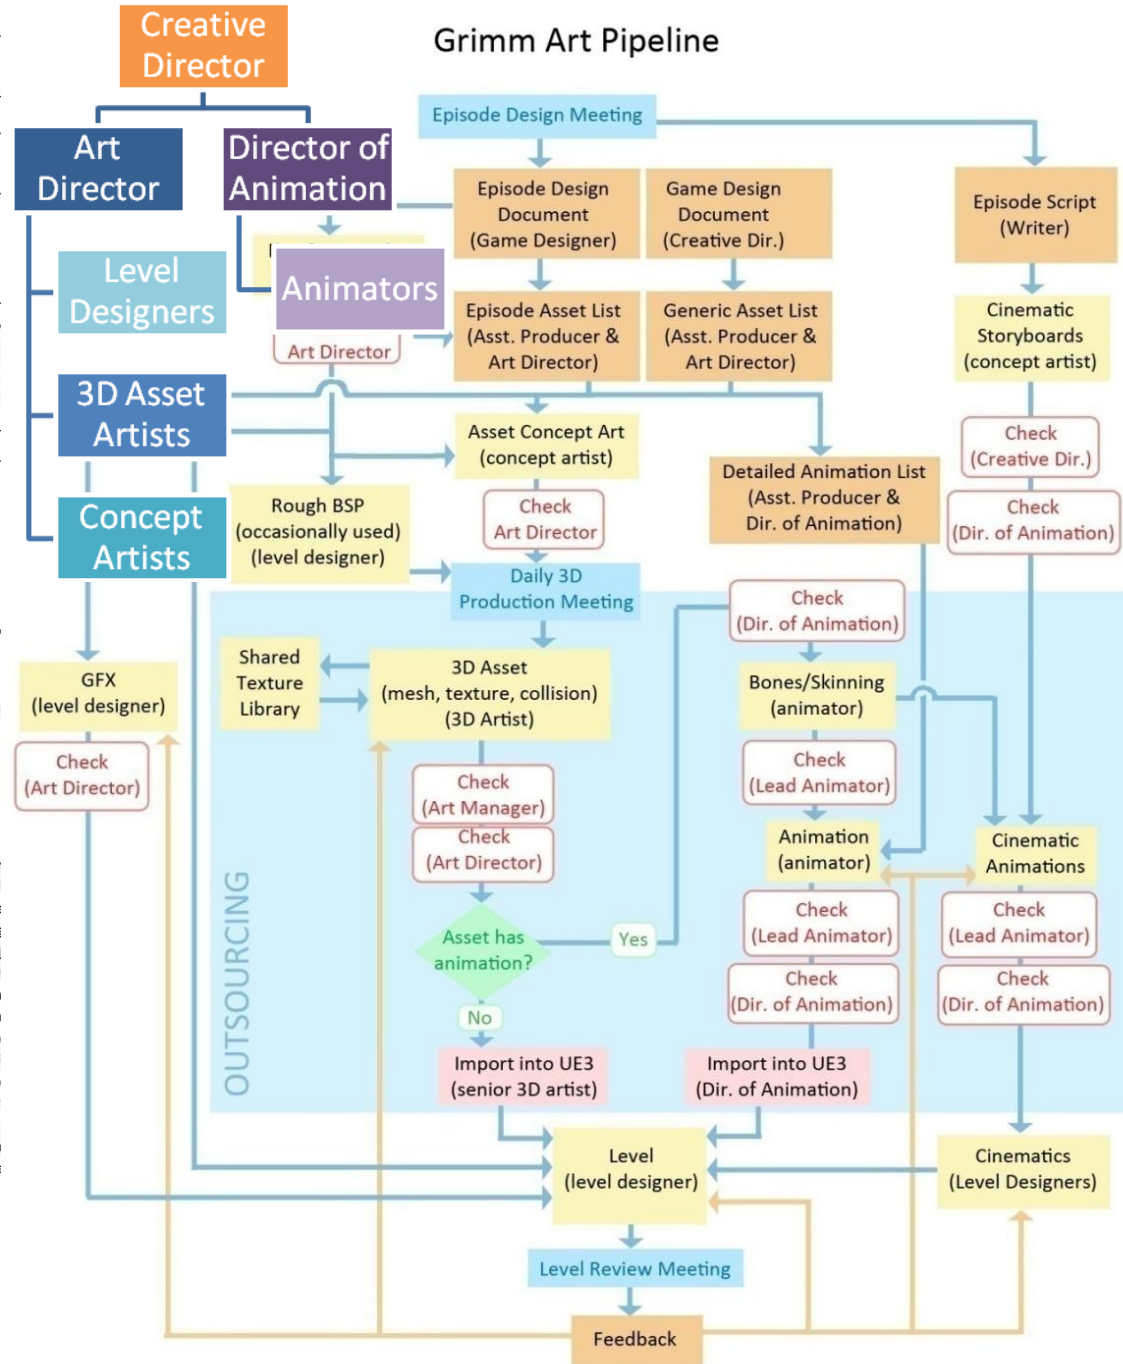 Grimm Art Pipeline
Creative
Director
Art
Director
Director of
Animation
Level
Designers
Animators
3D Asset
Artists
Concept
Artists
Episode Design Meeting
Episode Design
Document
(Game Designer)
Game Design
Document
(Creative Dir.)
Episode Script
(Writer)
Art Director
Episode Asset List
(Asst. Producer &
Art Director)
Generic Asset List
(Asst. Producer &
Art Director)
Cinematic
Storyboards
(concept artist)
Asset Concept Art
(concept artist)
Check
(Creative Dir.)
Detailed Animation List
(Asst. Producer &
Dir. of Animation)
Rough BSP
(occasionally used)
(level designer)
Check
Art Director
Check
(Dir. of Animation)
Daily 3D
Production Meeting
Check
(Dir. of Animation)
Shared
Texture
Library
3D Asset
(mesh, texture, collision)
(3D Artist)
Bones/Skinning
(animator)
GFX
(level designer)
Check
(Art Director)
Check
(Art Manager)
Check
(Art Director)
Check
(Lead Animator)
Animation
(animator)
Cinematic
Animations
OUTSOURCING
Asset has
animation?
Yes
No
Check
(Lead Animator)
Check
(Dir. of Animation)
Check
(Lead Animator)
Check
(Dir. of Animation)
Import into UE3
(senior 3D artist)
Import into UE3
(Dir. of Animation)
Level
(level designer)
Cinematics
(Level Designers)
Level Review Meeting
Feedback